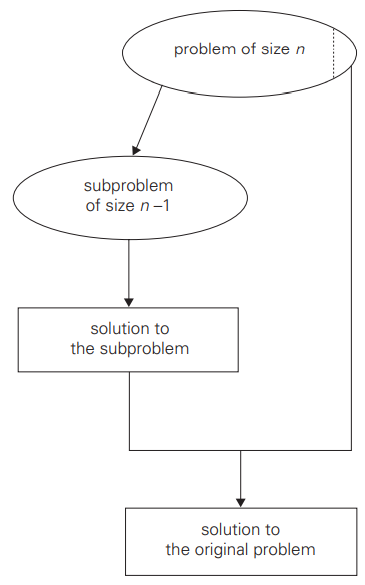 problem of size n
subproblem
of size n –1
solution to
the subproblem
solution to
the original problem